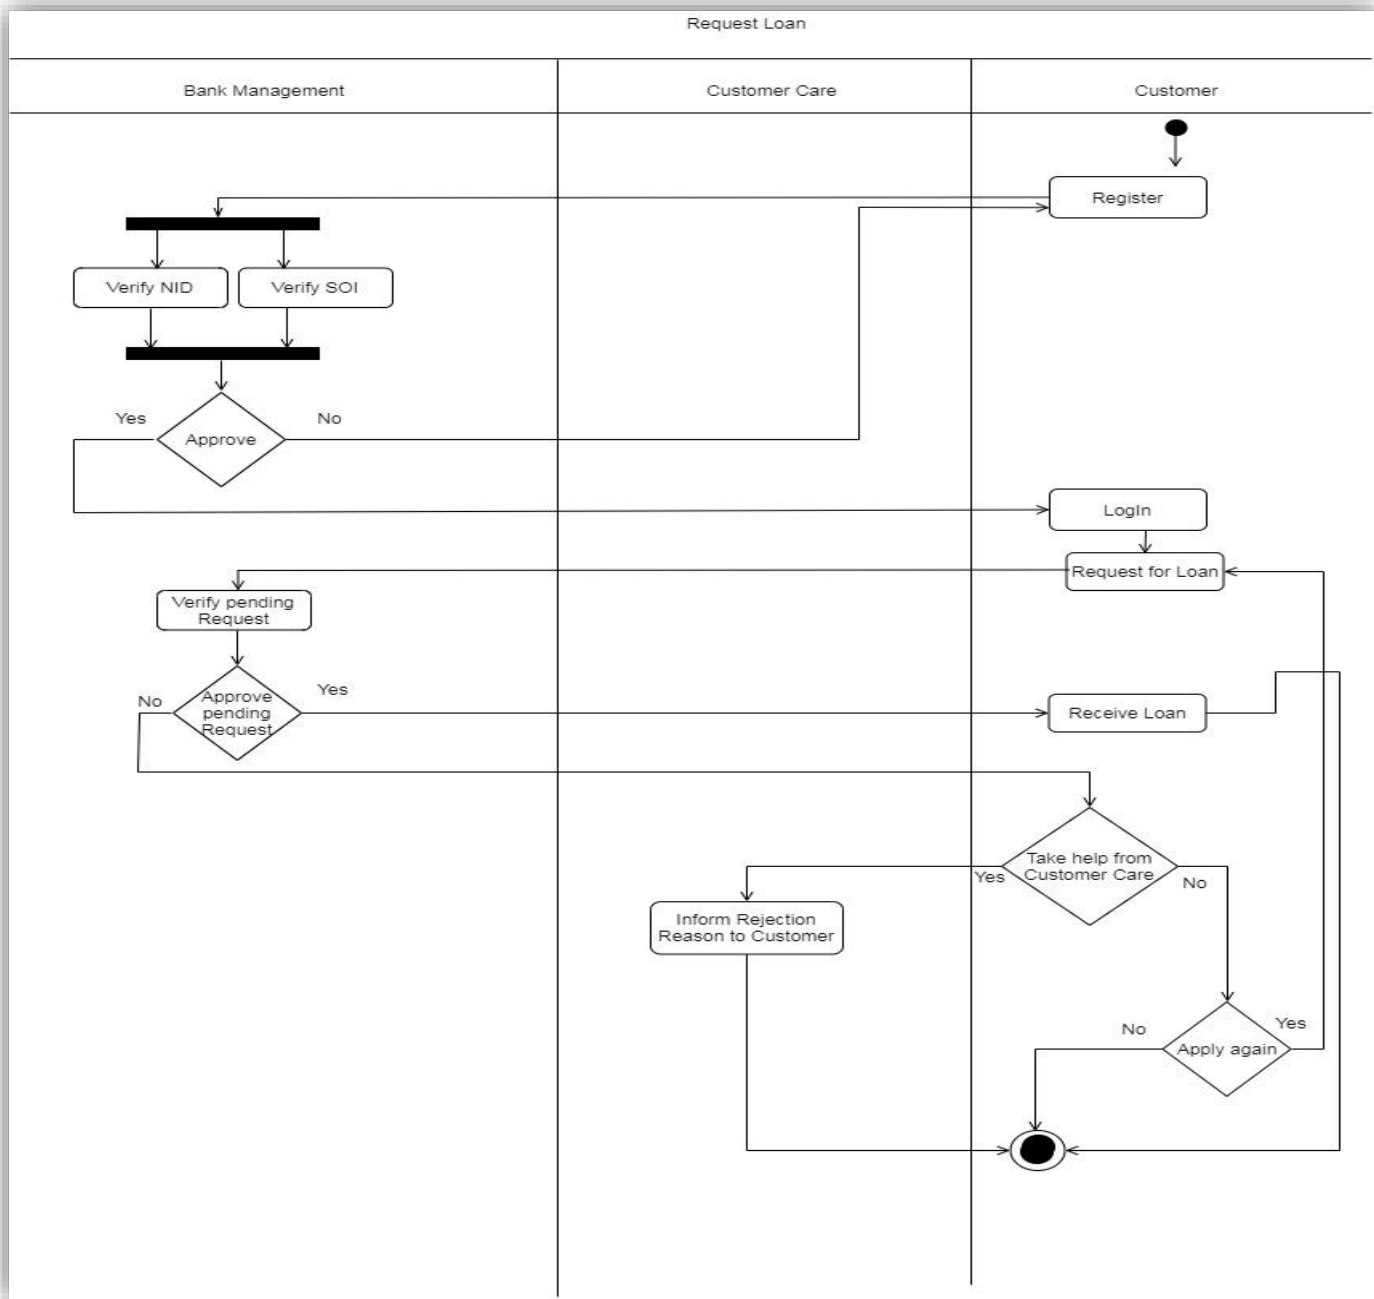 Request Loan
Bank Management
Customer Care
Customer
Register
Verify NID
Verify SOI
Yes
No
Approve
LogIn
Request for Loan
Verify pending
Request
No
Approve
pending
Request
Yes
Receive Loan
Take help from
Customer Care
Yes
No
Inform Rejection
Reason to Customer
No
Yes
Apply again